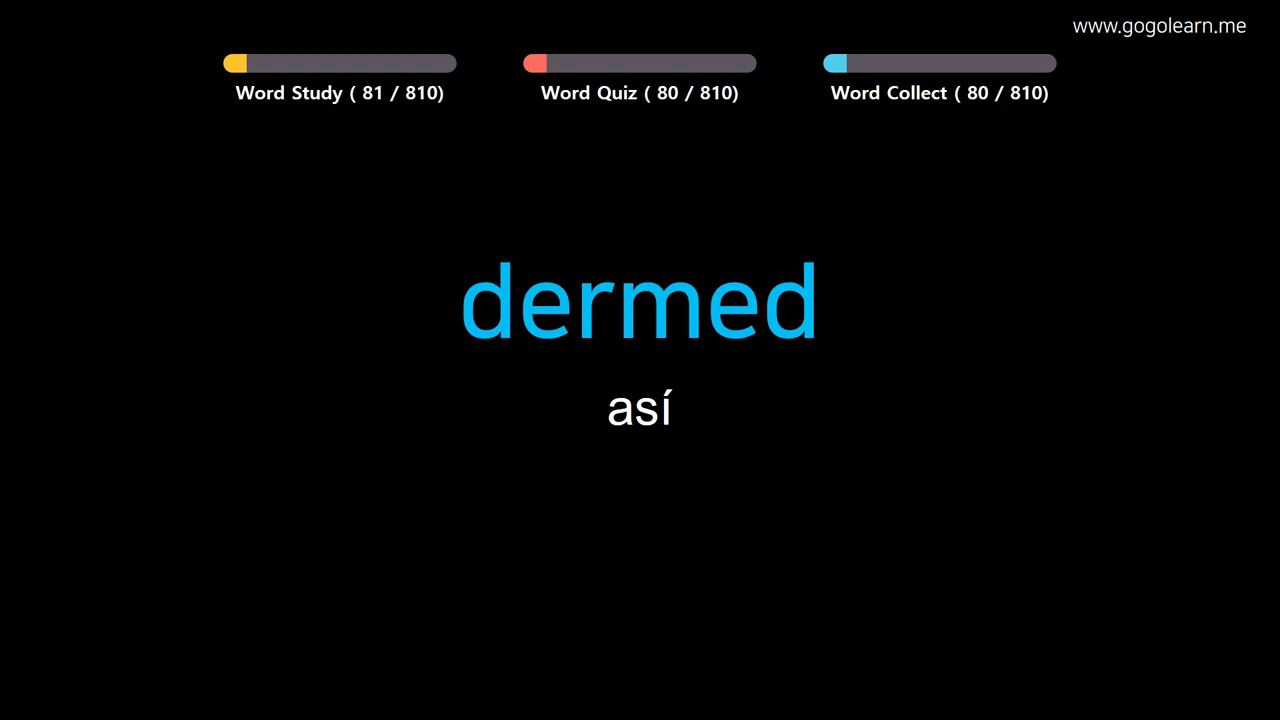 www.gogolearn.me
Word Study ( 81 / 810)
Word Quiz ( 80 / 810)
Word Collect ( 80 / 810)
dermed
así